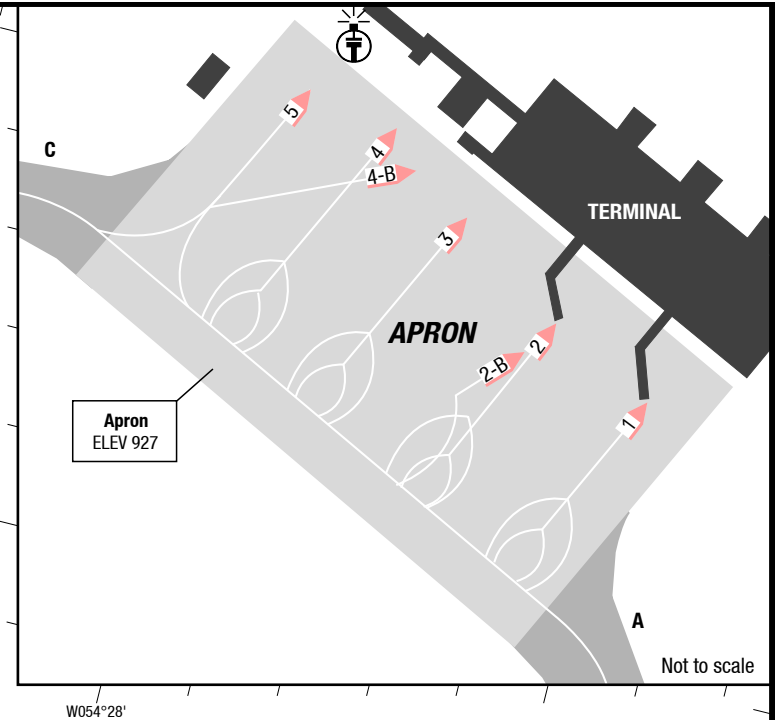 5
4
C
4-B
TERMINAL
3
APRON
2
2-B
Apron
ELEV 927
1
A
Not to scale
W054°28'